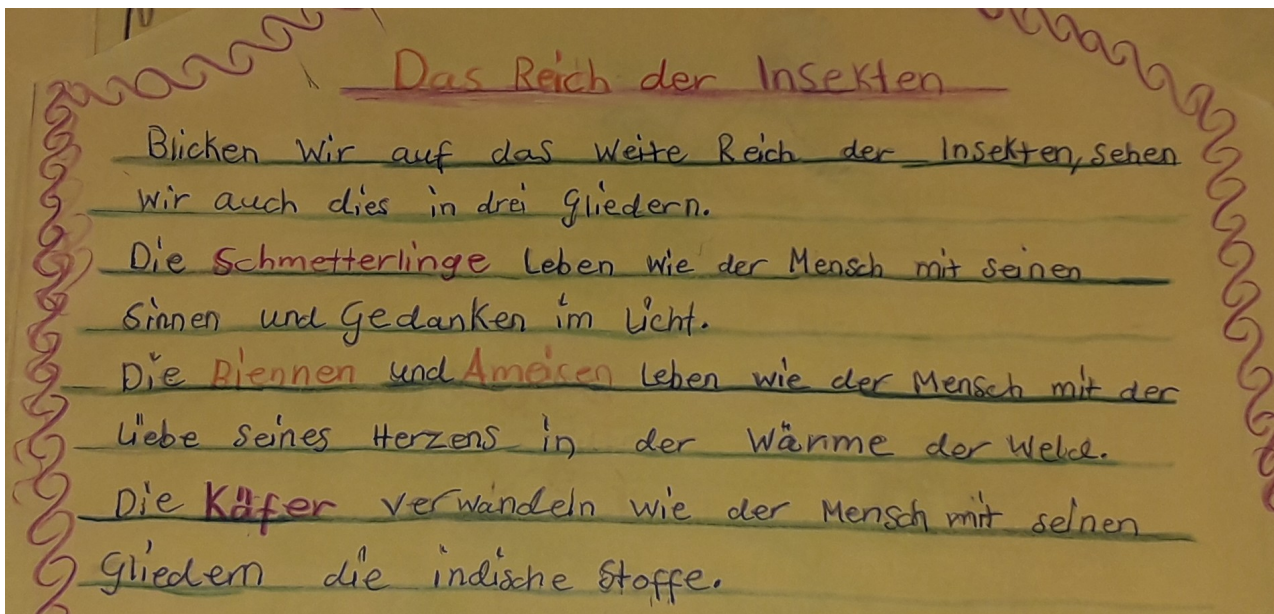 Das Reich der Insekten
Blicken wir auf das weite Reich der Insekten, sehen
wir auch dies in drei Gliedern.
Die Schmetterlinge leben wie der Mensch mit seinen
Sinnen und Gedanken im Licht.
Die Biennen und Ameisen leben wie der Mensch mit der
Liebe seines Herzens in der Wärme der
Die Käfer verwandeln wie der Mensch mit seinen
Gliedern die indische Stoffe.